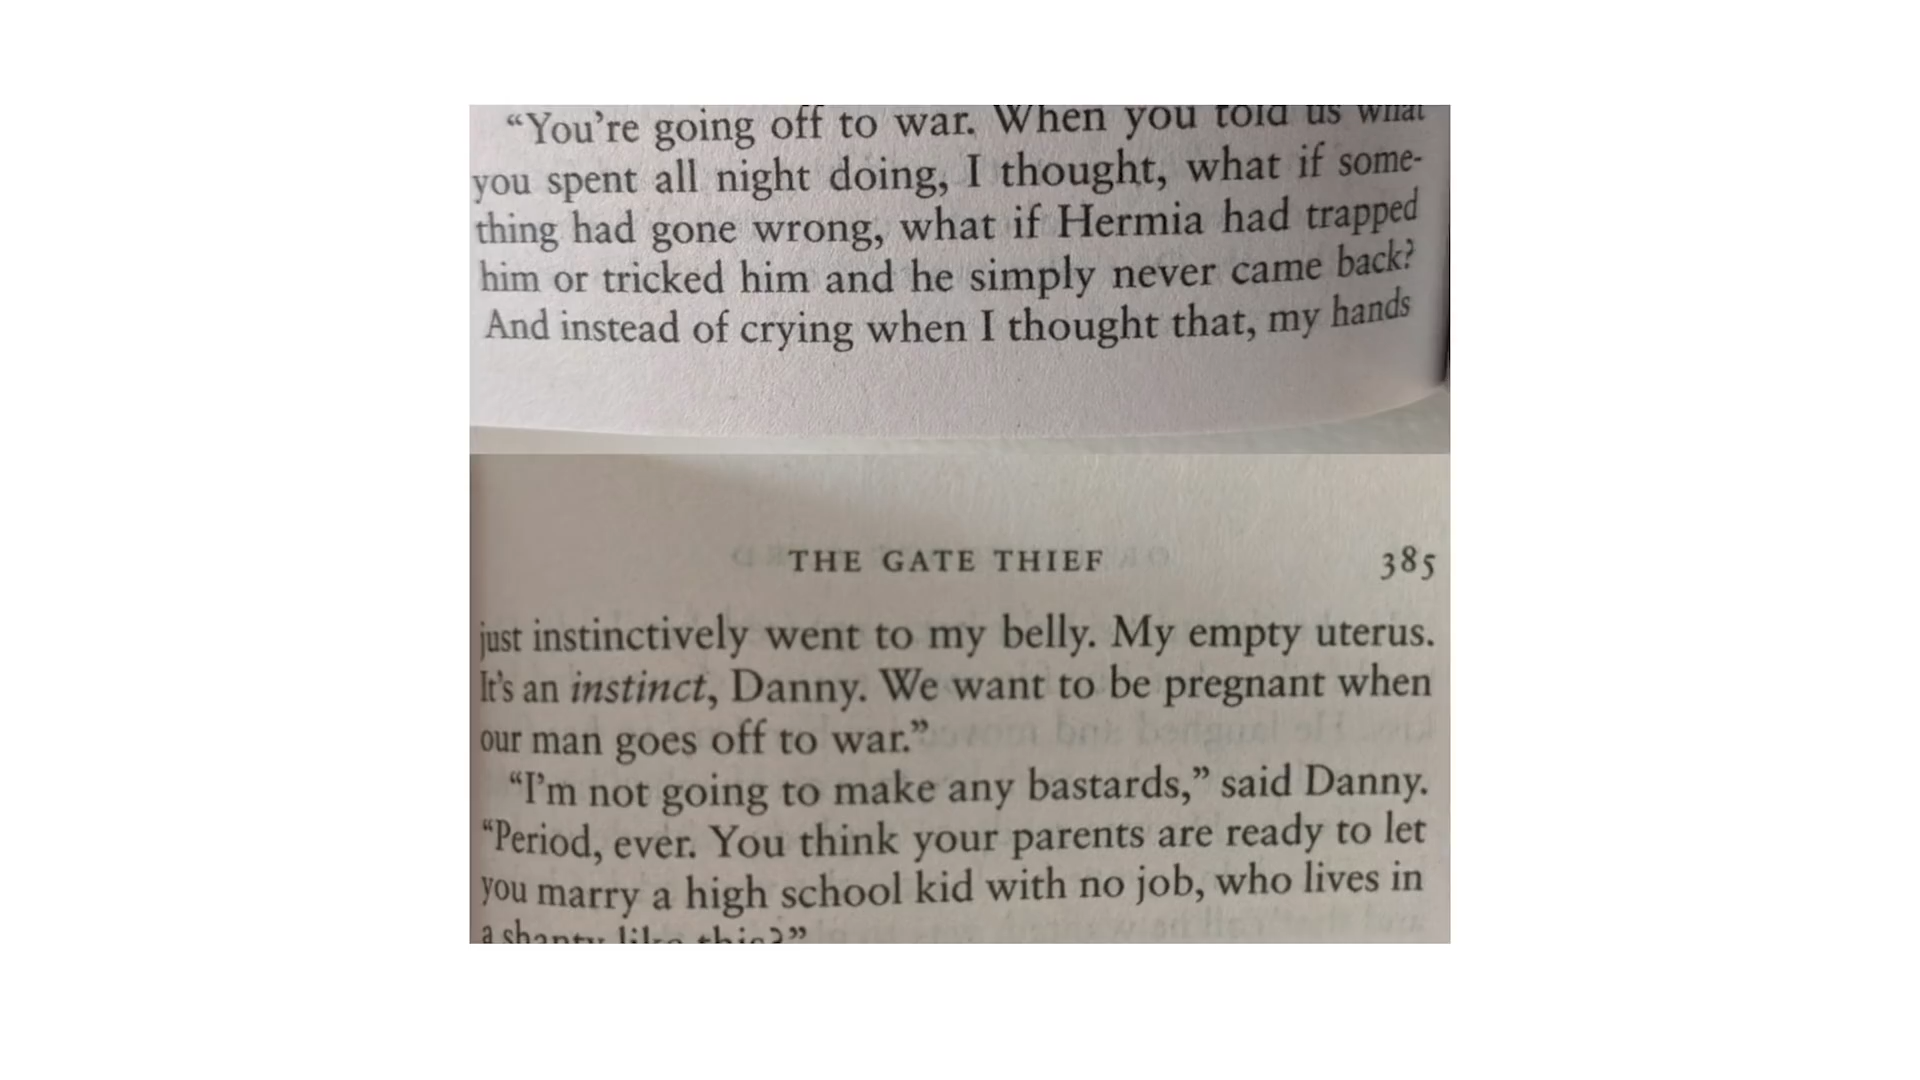 “You’re going off to war. When you told us what
you spent all night doing, I thought, what if some-
thing had gone wrong, what if Hermia had trapped
him or tricked him and he simply never came back?
And instead of crying when I thought that, my hands
THE GATE THIEF 385
just instinctively went to my belly. My empty uterus.
It’s an instinct, Danny. We want to be pregnant when
our man goes off to war.”
“I’m not going to make any bastards,” said Danny.
“Period, ever. You think your parents are ready to let
you marry a high school kid with no job, who lives in
a shanty like this?”